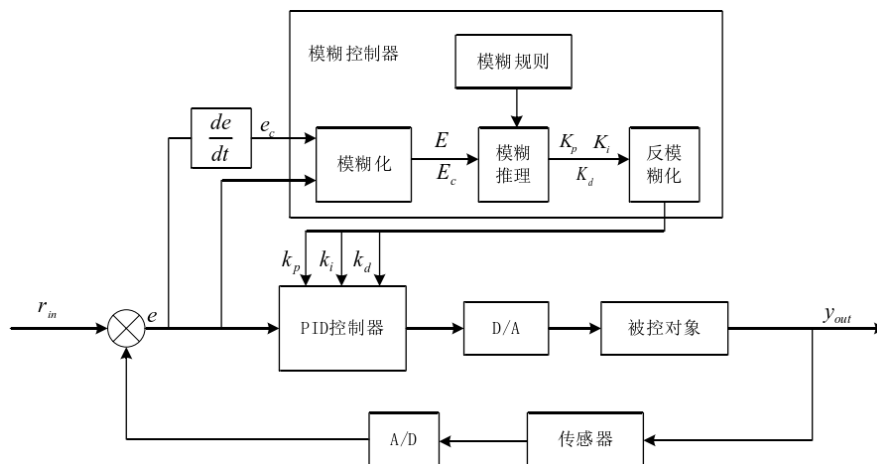 模糊控制器
模糊规则
de
dt
e_c
模糊化
E
E_c
模糊
推理
K_p K_i
K_d
反模
糊化
k_p k_i k_d
r_in
e
PID控制器
D/A
被控对象
y_out
A/D
传感器